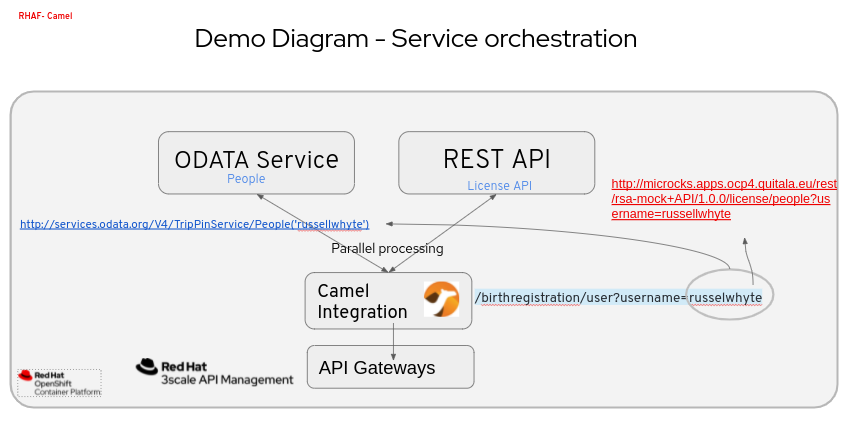 RHAF- Camel
Demo Diagram - Service orchestration
ODATA Service
People
REST API
License API
http://microcks.apps.ocp4.quitala.eu/rest
/rsa-mock+API/1.0.0/license/people?us
ername=russellwhyte
http://services.odata.org/V4/TripPinService/People('russellwhyte')
Parallel processing
Camel
Integration
/birthregistration/user?username=russelwhyte
API Gateways
Red Hat
3scale API Management
Red Hat
OpenShift
Container Platform